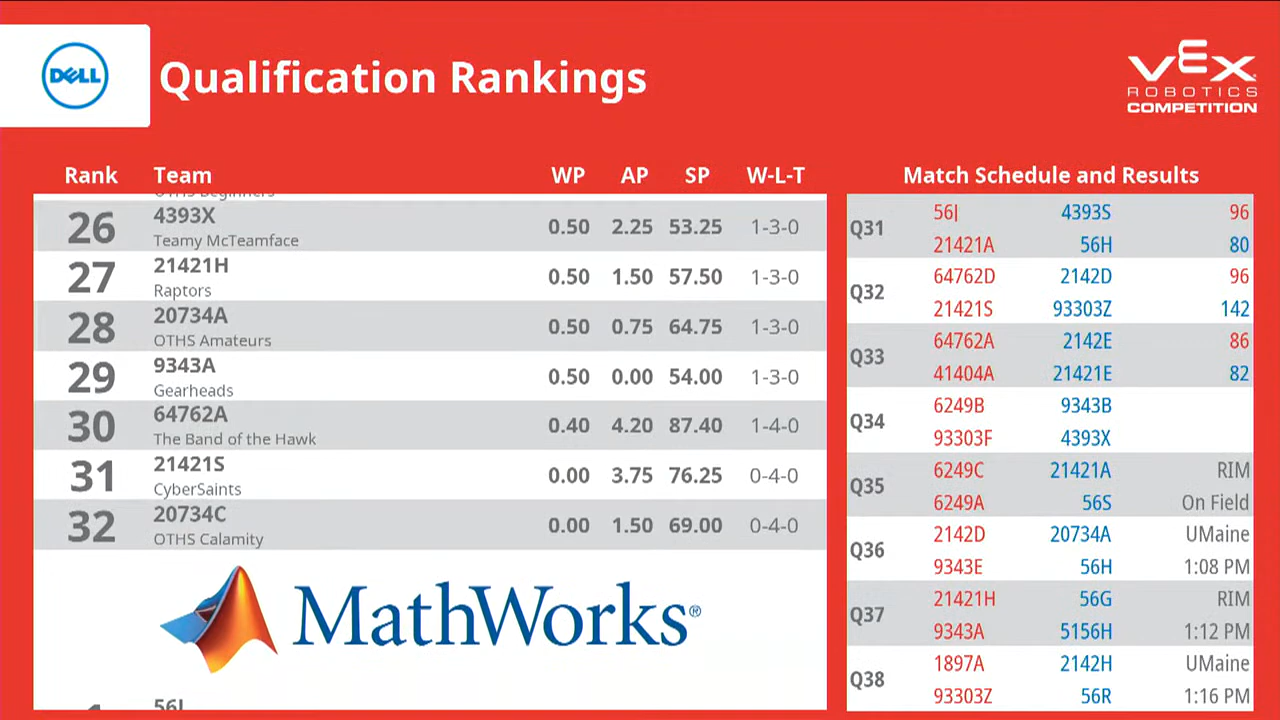 DELL
Qualification Rankings
VEX
ROBOTICS
COMPETITION
Rank Team WP AP SP W-L-T
OTHS Beginners
26 4393X 0.50 2.25 53.25 1-3-0
Teamy McTeamface
27 21421H 0.50 1.50 57.50 1-3-0
Raptors
28 20734A 0.50 0.75 64.75 1-3-0
OTHS Amateurs
29 9343A 0.50 0.00 54.00 1-3-0
Gearheads
30 64762A 0.40 4.20 87.40 1-4-0
The Band of the Hawk
31 21421S 0.00 3.75 76.25 0-4-0
CyberSaints
32 20734C 0.00 1.50 69.00 0-4-0
OTHS Calamity
MathWorks®
1 56J
Match Schedule and Results
Q31 56J 4393S 96
21421A 56H 80
Q32 64762D 2142D 96
21421S 93303Z 142
Q33 64762A 2142E 86
41404A 21421E 82
Q34 6249B 9343B
93303F 4393X
Q35 6249C 21421A RIM
6249A 56S On Field
Q36 2142D 20734A UMaine
9343E 56H 1:08 PM
Q37 21421H 56G RIM
9343A 5156H 1:12 PM
Q38 1897A 2142H UMaine
93303Z 56R 1:16 PM